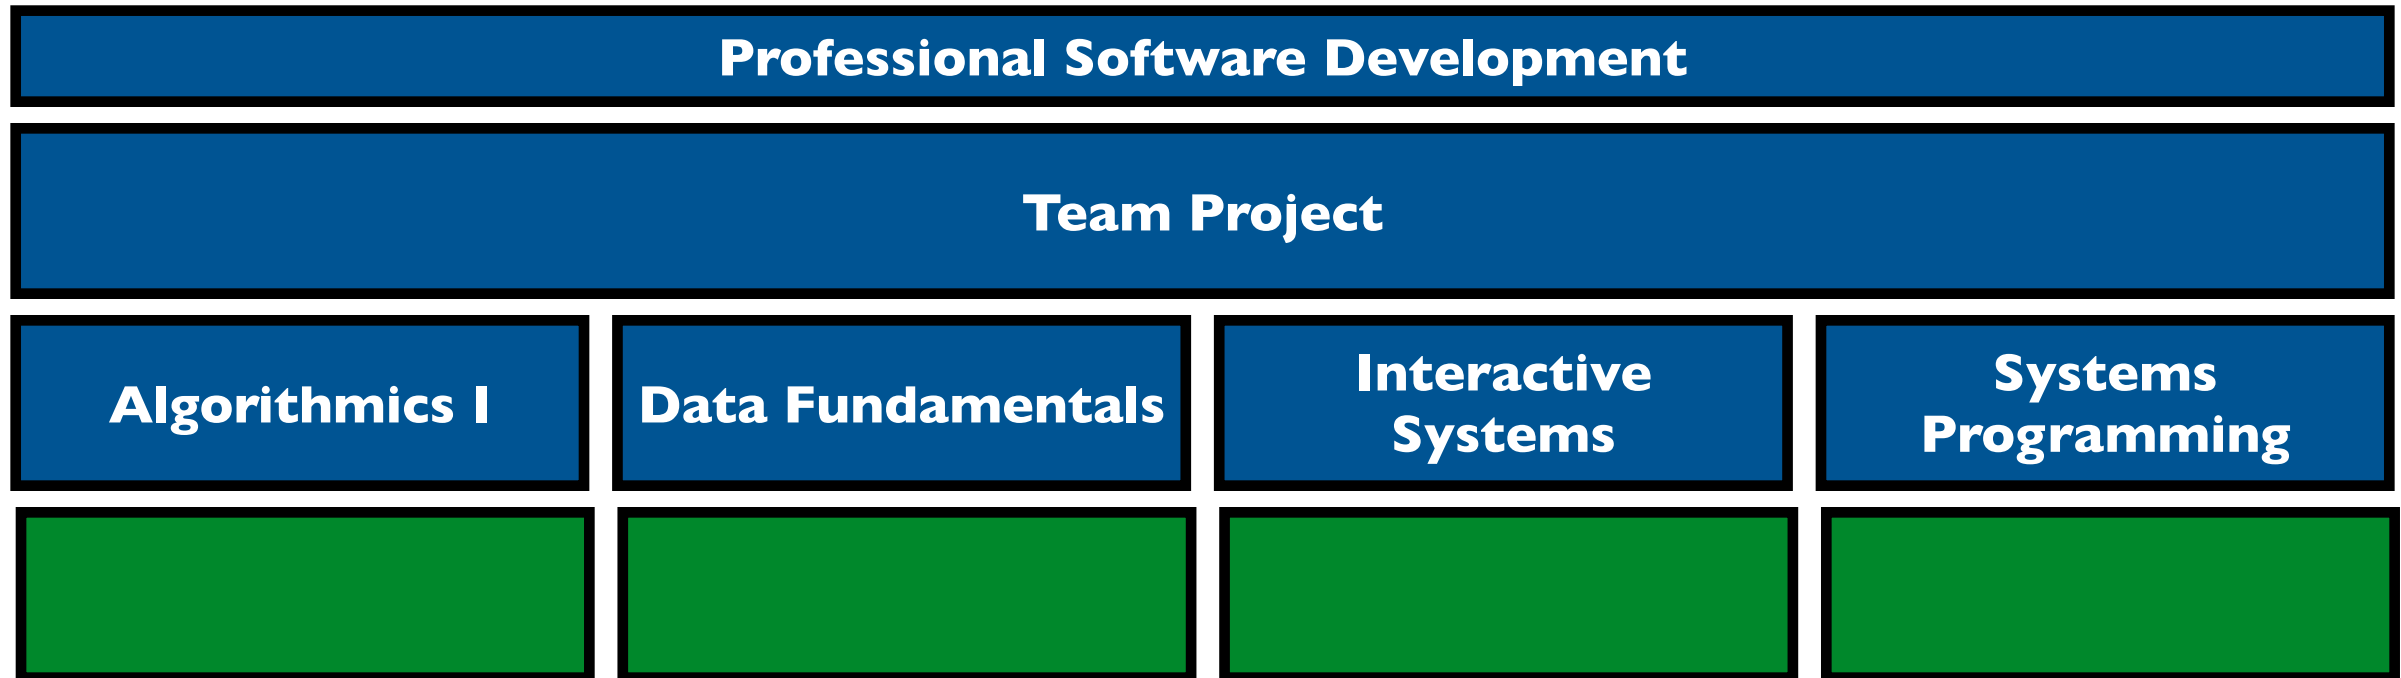 Professional Software Development
Team Project
Algorithmics I
Data Fundamentals
Interactive
Systems
Systems
Programming